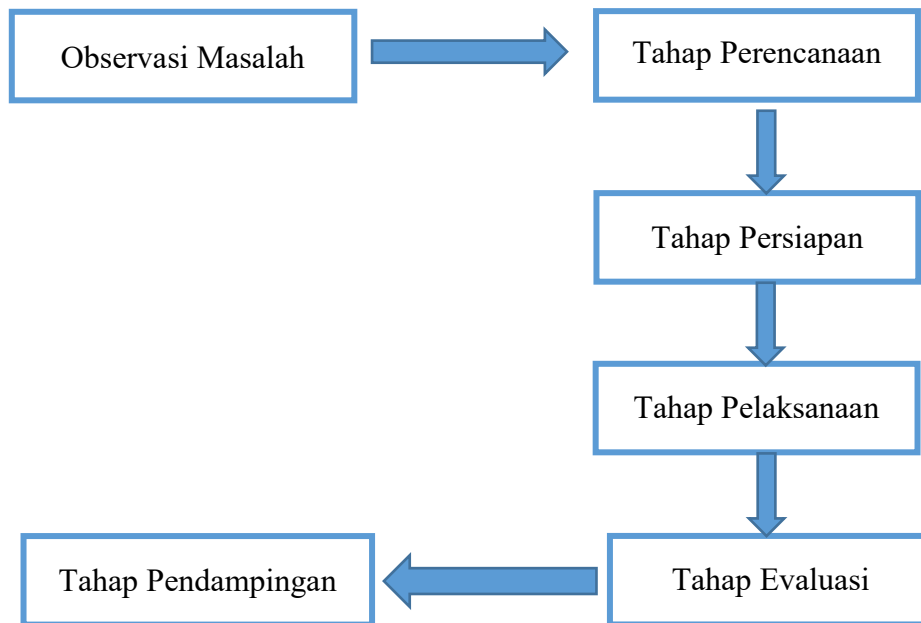 Observasi Masalah
Tahap Perencanaan
Tahap Persiapan
Tahap Pelaksanaan
Tahap Evaluasi
Tahap Pendampingan